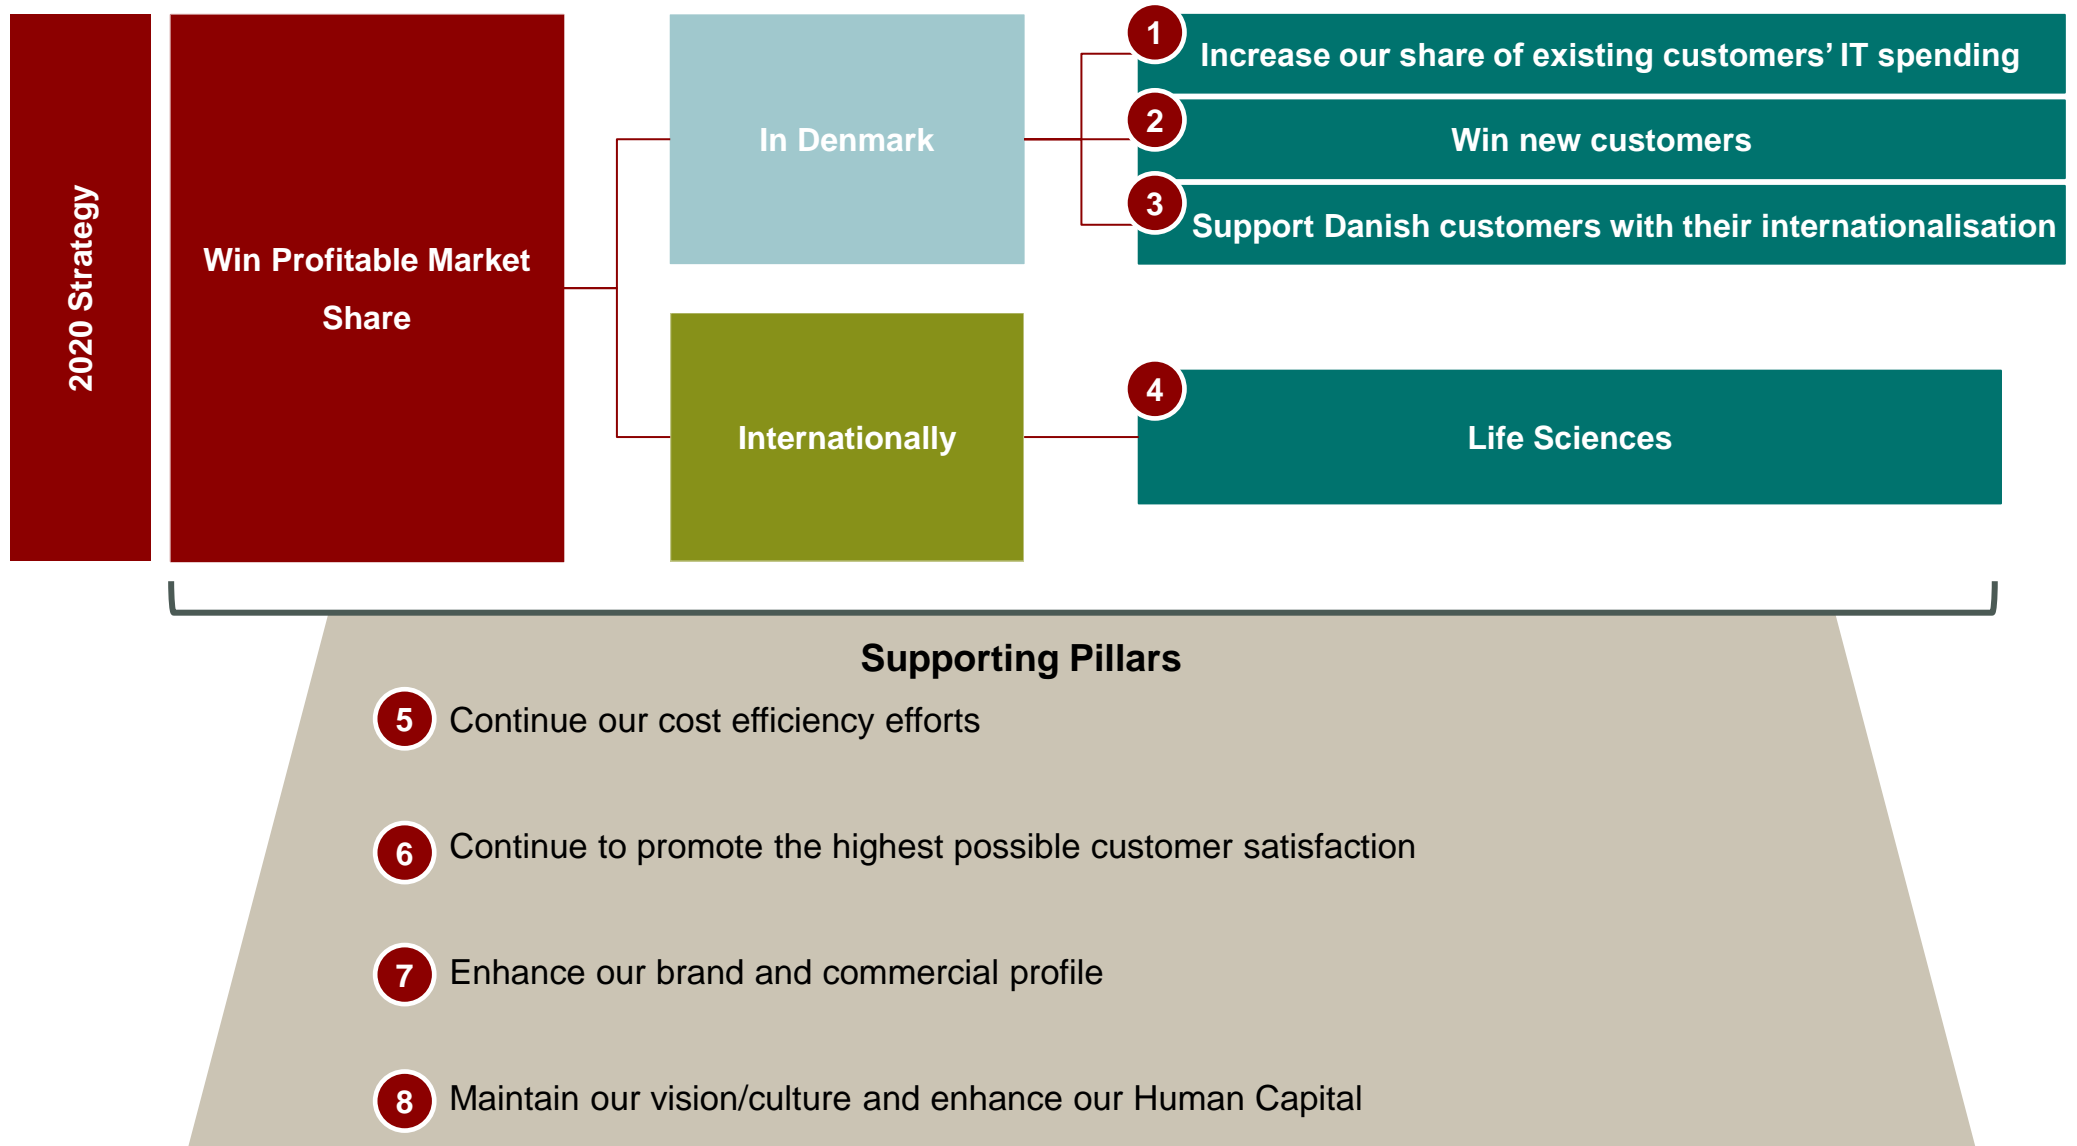 2020 Strategy
Win Profitable Market
Share
In Denmark
1
Increase our share of existing customers’ IT spending
2
Win new customers
3
Support Danish customers with their internationalisation
Internationally
4
Life Sciences
Supporting Pillars
5 Continue our cost efficiency efforts
6 Continue to promote the highest possible customer satisfaction
7 Enhance our brand and commercial profile
8 Maintain our vision/culture and enhance our Human Capital